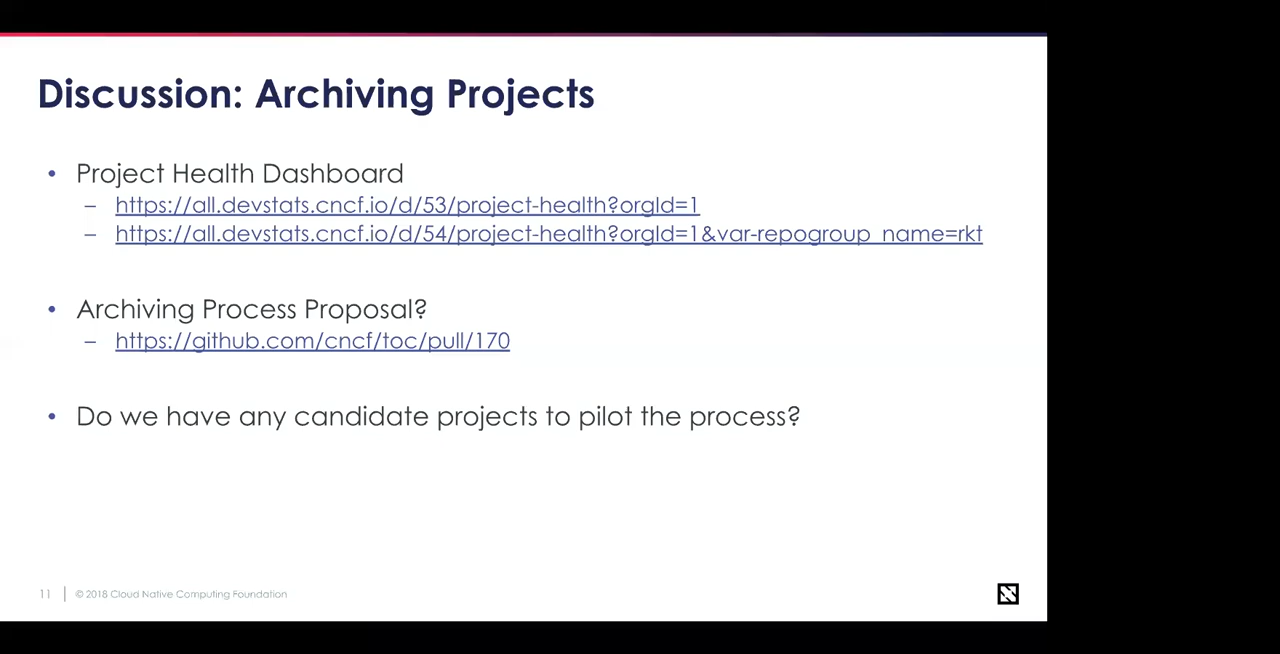 Discussion: Archiving Projects
• Project Health Dashboard
– https://all.devstats.cncf.io/d/53/project-health?orgId=1
– https://all.devstats.cncf.io/d/54/project-health?orgId=1&var-repogroup_name=rkt
• Archiving Process Proposal?
– https://github.com/cncf/toc/pull/170
• Do we have any candidate projects to pilot the process?
11 | © 2018 Cloud Native Computing Foundation